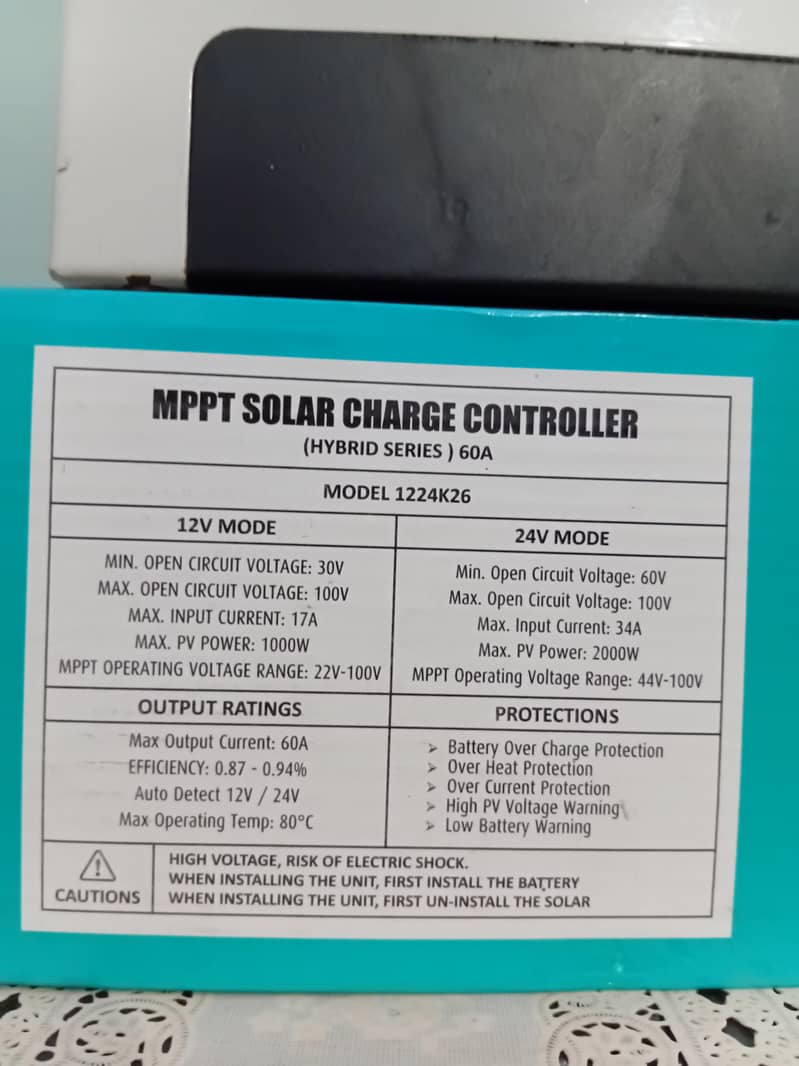 MPPT SOLAR CHARGE CONTROLLER
(HYBRID SERIES ) 60A
MODEL 1224K26
12V MODE
MIN. OPEN CIRCUIT VOLTAGE: 30V
MAX. OPEN CIRCUIT VOLTAGE: 100V
MAX. INPUT CURRENT: 17A
MAX. PV POWER: 1000W
MPPT OPERATING VOLTAGE RANGE: 22V-100V
24V MODE
Min. Open Circuit Voltage: 60V
Max. Open Circuit Voltage: 100V
Max. Input Current: 34A
Max. PV Power: 2000W
MPPT Operating Voltage Range: 44V-100V
OUTPUT RATINGS
Max Output Current: 60A
EFFICIENCY: 0.87 - 0.94%
Auto Detect 12V / 24V
Max Operating Temp: 80°C
PROTECTIONS
➢ Battery Over Charge Protection
➢ Over Heat Protection
➢ Over Current Protection
➢ High PV Voltage Warning
➢ Low Battery Warning
CAUTIONS
HIGH VOLTAGE, RISK OF ELECTRIC SHOCK.
WHEN INSTALLING THE UNIT, FIRST INSTALL THE BATTERY
WHEN INSTALLING THE UNIT, FIRST UN-INSTALL THE SOLAR